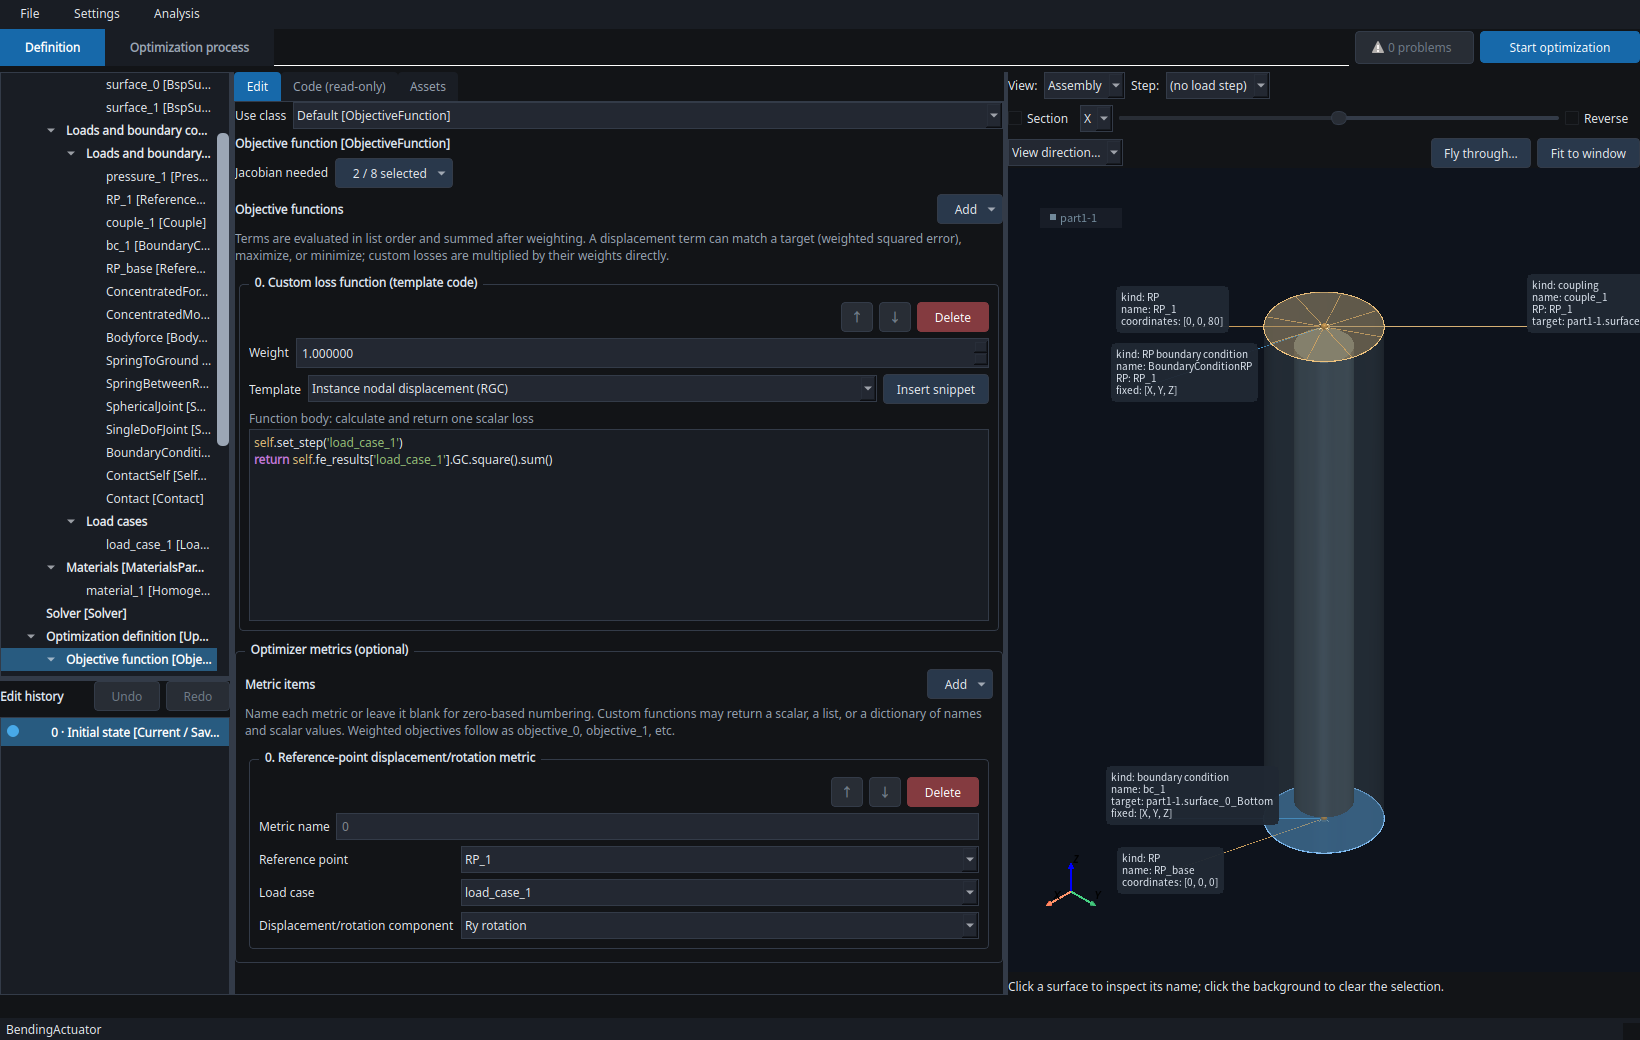 File Settings Analysis
Definition Optimization process 0 problems Start optimization
surface_0 [BspSu...
surface_1 [BspSu...
Loads and boundary co...
Loads and boundary...
pressure_1 [Pres...
RP_1 [Reference...
couple_1 [Couple]
bc_1 [BoundaryC...
RP_base [Refere...
ConcentratedFor...
ConcentratedMo...
Bodyforce [Body...
SpringToGround ...
SpringBetweenR...
SphericalJoint [S...
SingleDoFJoint [S...
BoundaryConditi...
ContactSelf [Self...
Contact [Contact]
Load cases
load_case_1 [Loa...
Materials [MaterialsPar...
material_1 [Homoge...
Solver [Solver]
Optimization definition [Up...
Objective function [Obje...
Edit history Undo Redo
0 · Initial state [Current / Sav...
Edit Code (read-only) Assets
Use class Default [ObjectiveFunction]
Objective function [ObjectiveFunction]
Jacobian needed 2 / 8 selected
Objective functions Add
Terms are evaluated in list order and summed after weighting. A displacement term can match a target (weighted squared error),
maximize, or minimize; custom losses are multiplied by their weights directly.
0. Custom loss function (template code)
↑ ↓ Delete
Weight 1.000000
Template Instance nodal displacement (RGC) Insert snippet
Function body: calculate and return one scalar loss
self.set_step('load_case_1')
return self.fe_results['load_case_1'].GC.square().sum()
Optimizer metrics (optional)
Metric items Add
Name each metric or leave it blank for zero-based numbering. Custom functions may return a scalar, a list, or a dictionary of names
and scalar values. Weighted objectives follow as objective_0, objective_1, etc.
0. Reference-point displacement/rotation metric
↑ ↓ Delete
Metric name 0
Reference point RP_1
Load case load_case_1
Displacement/rotation component Ry rotation
View: Assembly Step: (no load step)
Section X Reverse
View direction... Fly through... Fit to window
part1-1
kind: RP
name: RP_1
coordinates: [0, 0, 80]
kind: coupling
name: couple_1
RP: RP_1
target: part1-1.surface
kind: RP boundary condition
name: BoundaryConditionRP
RP: RP_1
fixed: [X, Y, Z]
kind: boundary condition
name: bc_1
target: part1-1.surface_0_Bottom
fixed: [X, Y, Z]
kind: RP
name: RP_base
coordinates: [0, 0, 0]
Z
Y
Click a surface to inspect its name; click the background to clear the selection.
BendingActuator